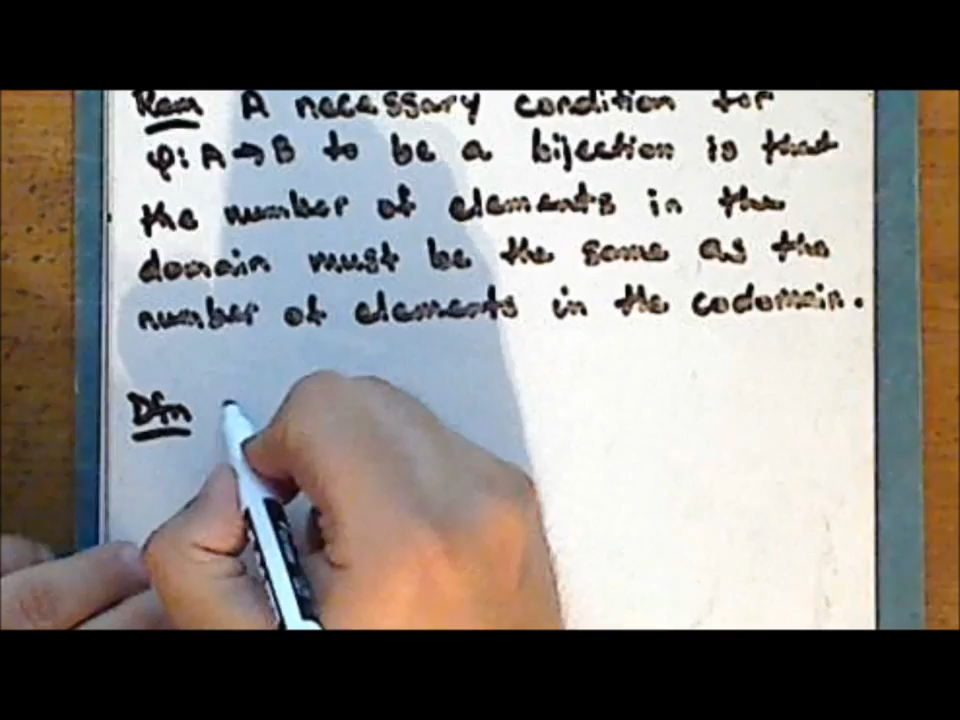 Rem A necessary condition for
φ: A → B to be a bijection is that
the number of elements in the
domain must be the same as the
number of elements in the codomain.
Dfn